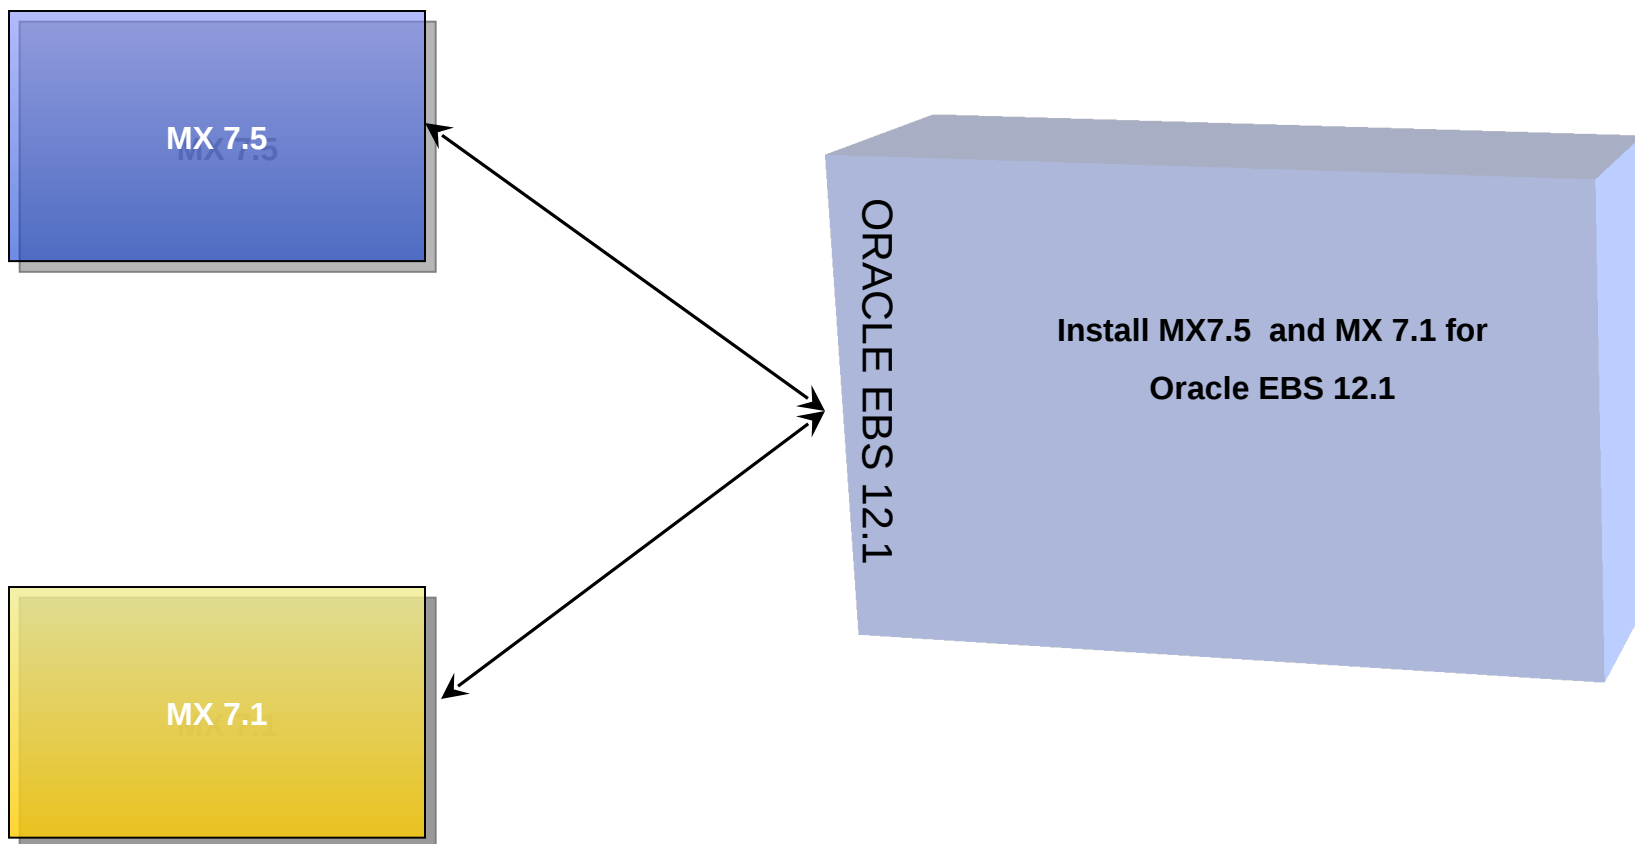 MX 7.5
ORACLE EBS 12.1
Install MX7.5  and MX 7.1 for
Oracle EBS 12.1
MX 7.1